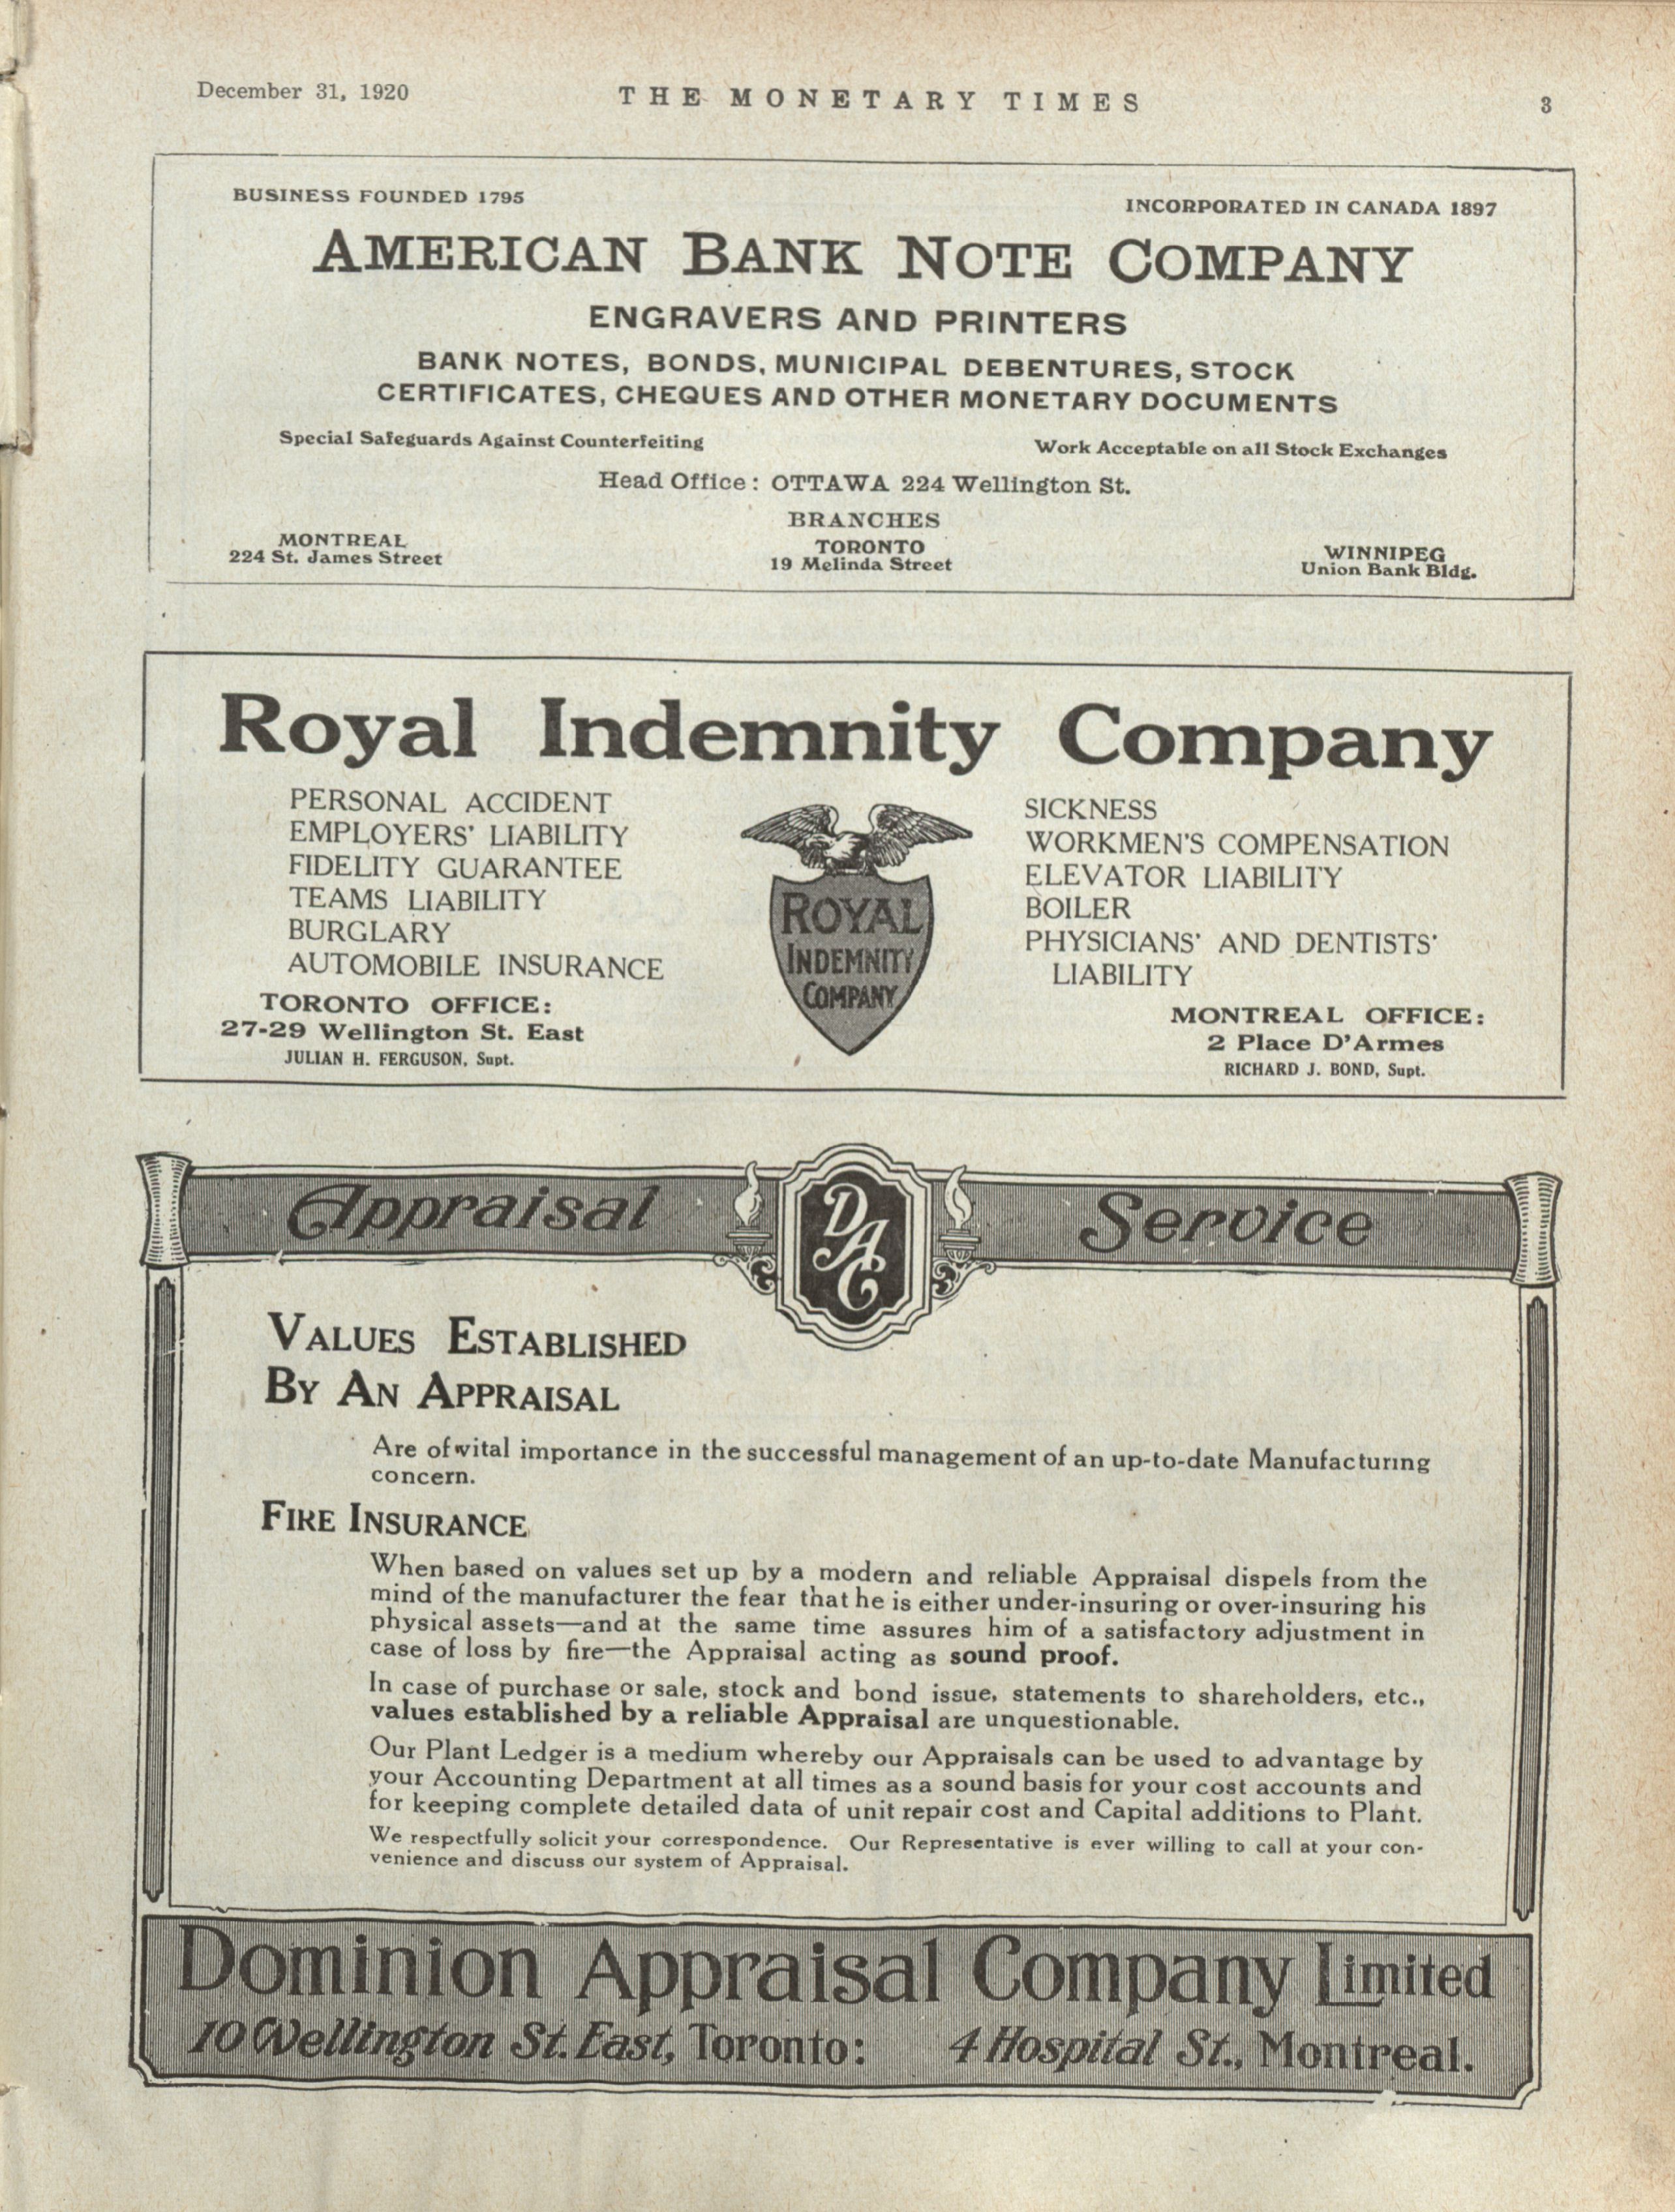 December 31, 1920
THE MONETARY TIMES
3
BUSINESS FOUNDED 1795
INCORPORATED IN CANADA 1897
AMERICAN BANK NOTE COMPANY
ENGRAVERS AND PRINTERS
BANK NOTES, BONDS, MUNICIPAL DEBENTURES, STOCK
CERTIFICATES, CHEQUES AND OTHER MONETARY DOCUMENTS
Special Safeguards Against Counterfeiting
Work Acceptable on all Stock Exchanges
Head Office: OTTAWA 224 Wellington St.
BRANCHES
MONTREAL
224 St. James Street
TORONTO
19 Melinda Street
WINNIPEG
Union Bank Bldg.
Royal Indemnity Company
PERSONAL ACCIDENT
EMPLOYERS' LIABILITY
FIDELITY GUARANTEE
TEAMS LIABILITY
BURGLARY
AUTOMOBILE INSURANCE
TORONTO OFFICE:
27-29 Wellington St. East
JULIAN H. FERGUSON, Supt.
ROYAL
INDEMNITY
COMPANY
SICKNESS
WORKMEN'S COMPENSATION
ELEVATOR LIABILITY
BOILER
PHYSICIANS' AND DENTISTS'
LIABILITY
MONTREAL OFFICE:
2 Place D'Armes
RICHARD J. BOND, Supt.
Appraisal
DAC
Service
VALUES ESTABLISHED
BY AN APPRAISAL
Are of vital importance in the successful management of an up-to-date Manufacturing
concern.
FIRE INSURANCE
When based on values set up by a modern and reliable Appraisal dispels from the
mind of the manufacturer the fear that he is either under-insuring or over-insuring his
physical assets—and at the same time assures him of a satisfactory adjustment in
case of loss by fire—the Appraisal acting as sound proof.
In case of purchase or sale, stock and bond issue, statements to shareholders, etc.,
values established by a reliable Appraisal are unquestionable.
Our Plant Ledger is a medium whereby our Appraisals can be used to advantage by
your Accounting Department at all times as a sound basis for your cost accounts and
for keeping complete detailed data of unit repair cost and Capital additions to Plant.
We respectfully solicit your correspondence. Our Representative is ever willing to call at your con-
venience and discuss our system of Appraisal.
Dominion Appraisal Company Limited
10 Wellington St. East, Toronto: 4 Hospital St., Montreal.